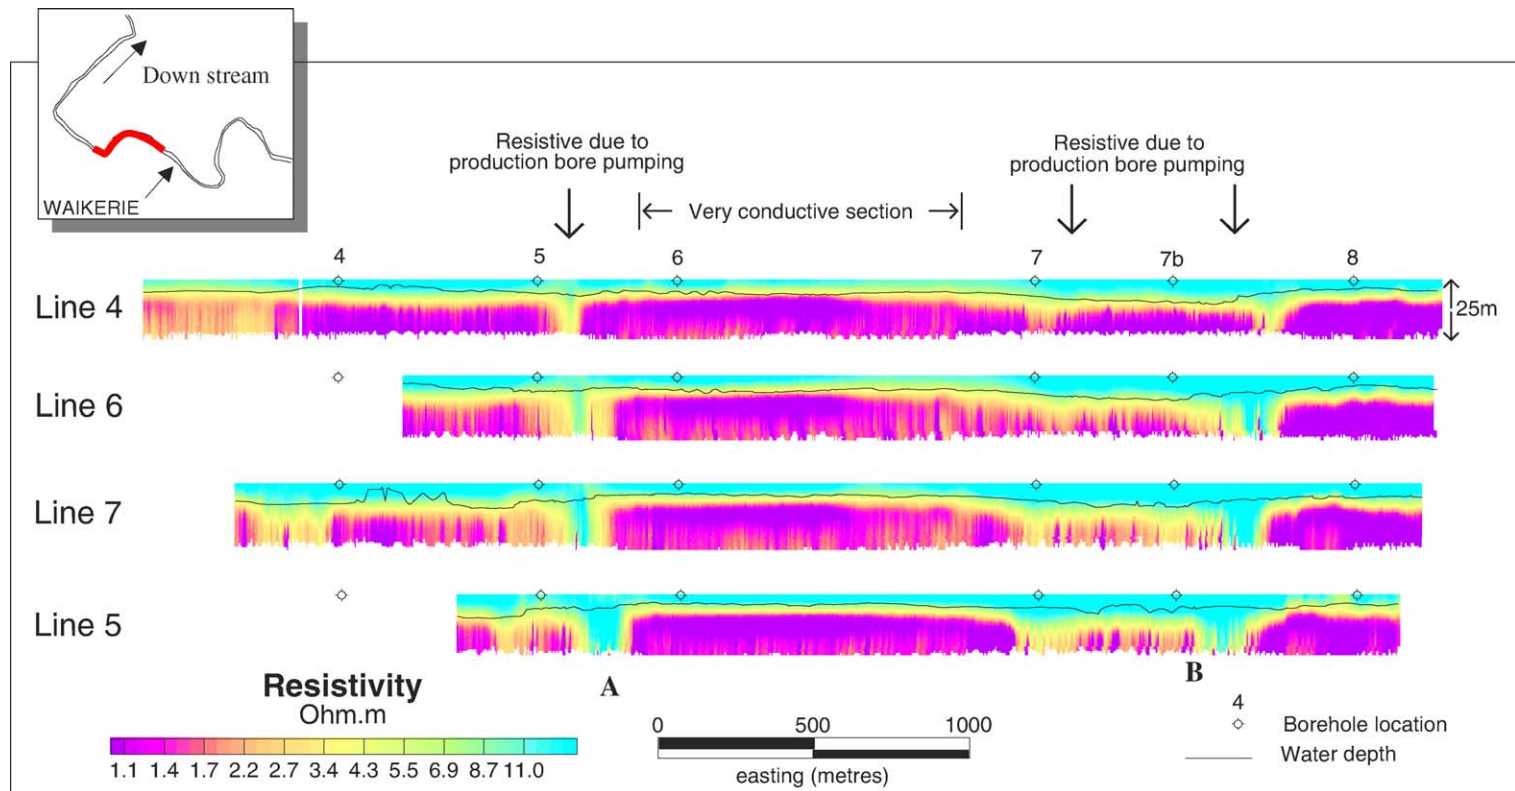 Down stream
WAIKERIE
Resistive due to
production bore pumping
Resistive due to
production bore pumping
Very conductive section
4 5 6 7 7b 8
Line 4
25m
Line 6
Line 7
Line 5
A
B
Resistivity
Ohm.m
1.1 1.4 1.7 2.2 2.7 3.4 4.3 5.5 6.9 8.7 11.0
0 500 1000
easting (metres)
4
Borehole location
Water depth